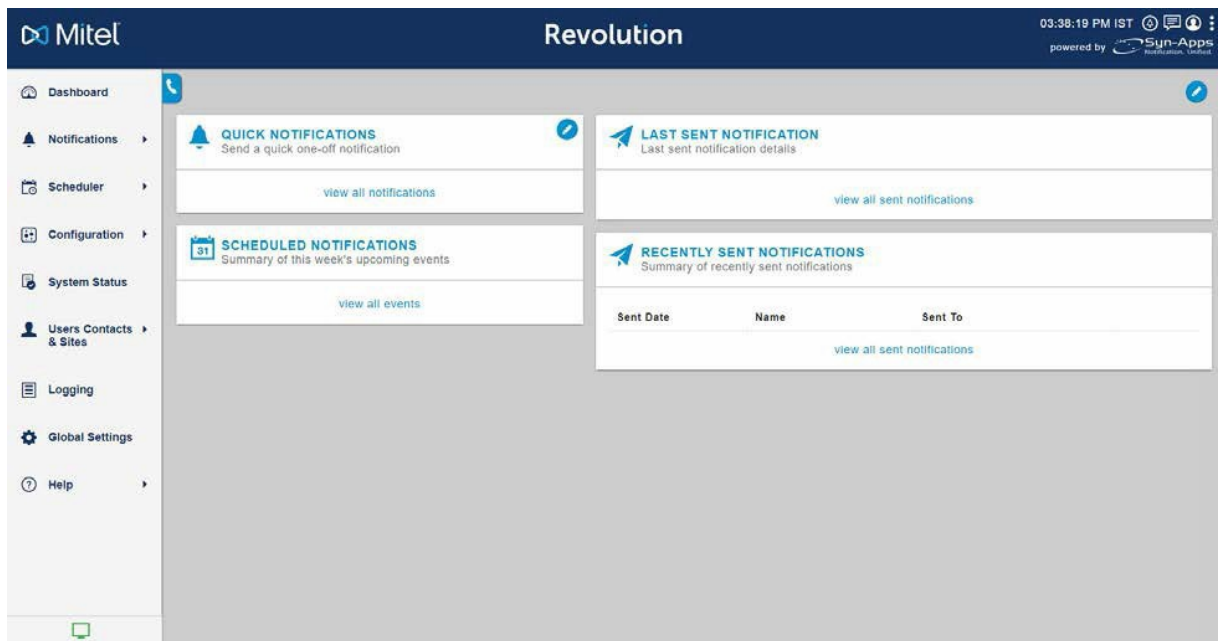 Mitel
Revolution
03:38:19 PM IST
powered by Syn-Apps
Notification. Unified.
Dashboard
Notifications
Scheduler
Configuration
System Status
Users Contacts
& Sites
Logging
Global Settings
Help
QUICK NOTIFICATIONS
Send a quick one-off notification
view all notifications
31
SCHEDULED NOTIFICATIONS
Summary of this week's upcoming events
view all events
LAST SENT NOTIFICATION
Last sent notification details
view all sent notifications
RECENTLY SENT NOTIFICATIONS
Summary of recently sent notifications
Sent Date Name Sent To
view all sent notifications